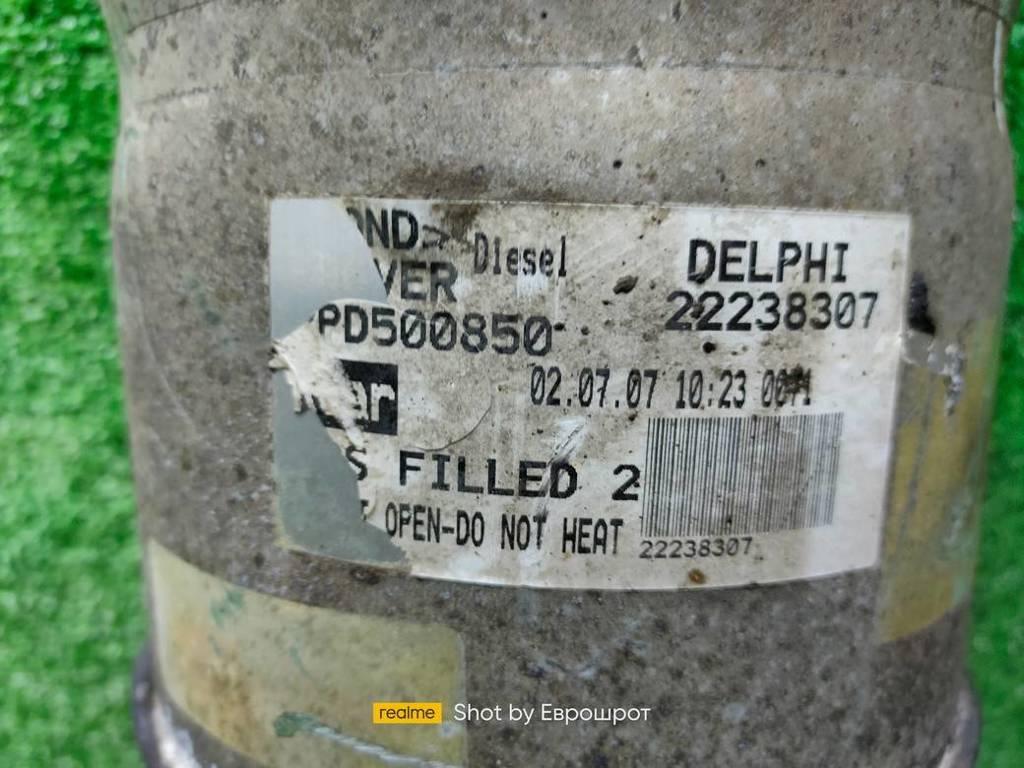 OND> Diesel
VER
PD500850
DELPHI
22238307
02.07.07 10:23 0071
S FILLED 2
OPEN-DO NOT HEAT
22238307
realme Shot by Еврошрот